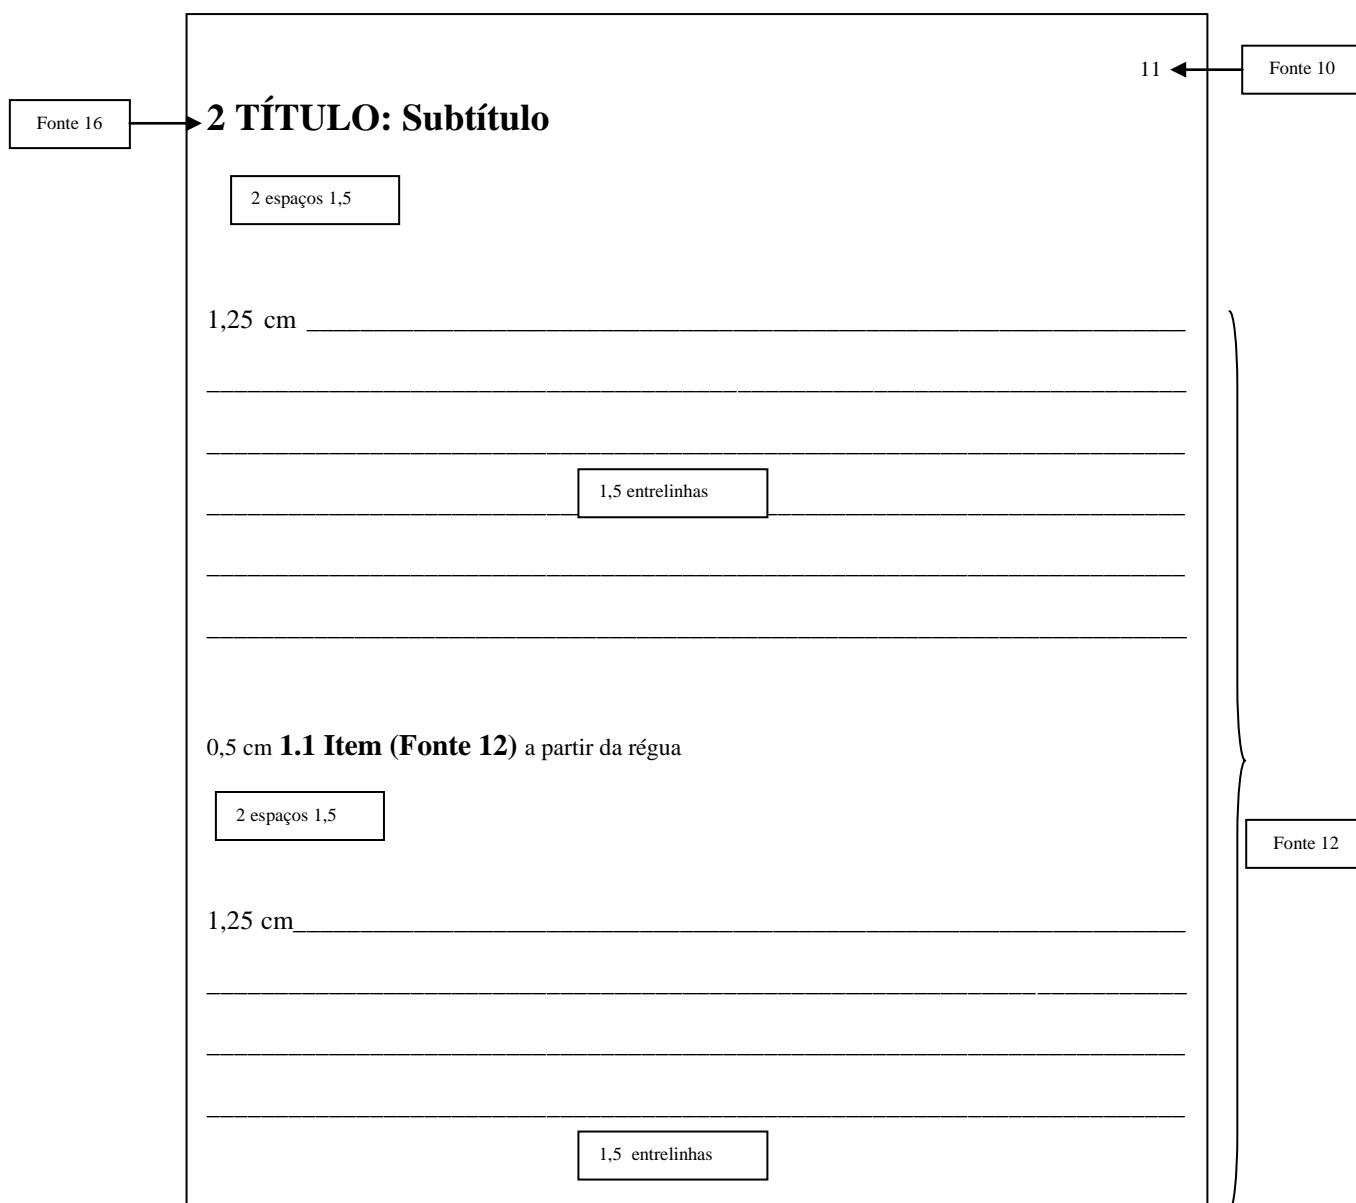 11
Fonte 10
Fonte 16
2 TÍTULO: Subtítulo
2 espaços 1,5
1,25 cm
1,5 entrelinhas
0,5 cm 1.1 Item (Fonte 12) a partir da régua
2 espaços 1,5
Fonte 12
1,25 cm
1,5 entrelinhas